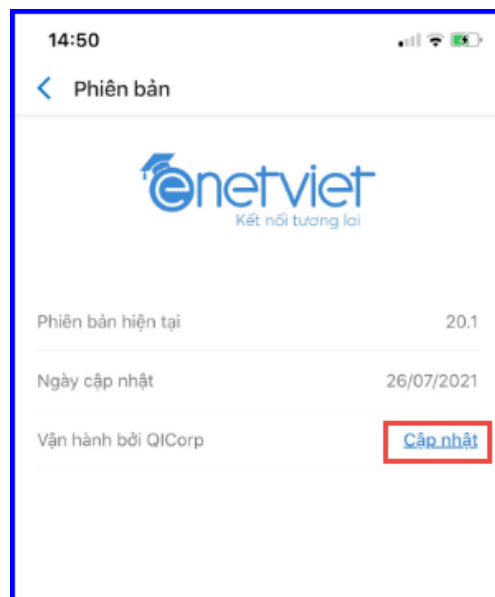 14:50
Phiên bản
enetviet
Kết nối tương lai
Phiên bản hiện tại 20.1
Ngày cập nhật 26/07/2021
Vận hành bởi QICorp Cập nhật